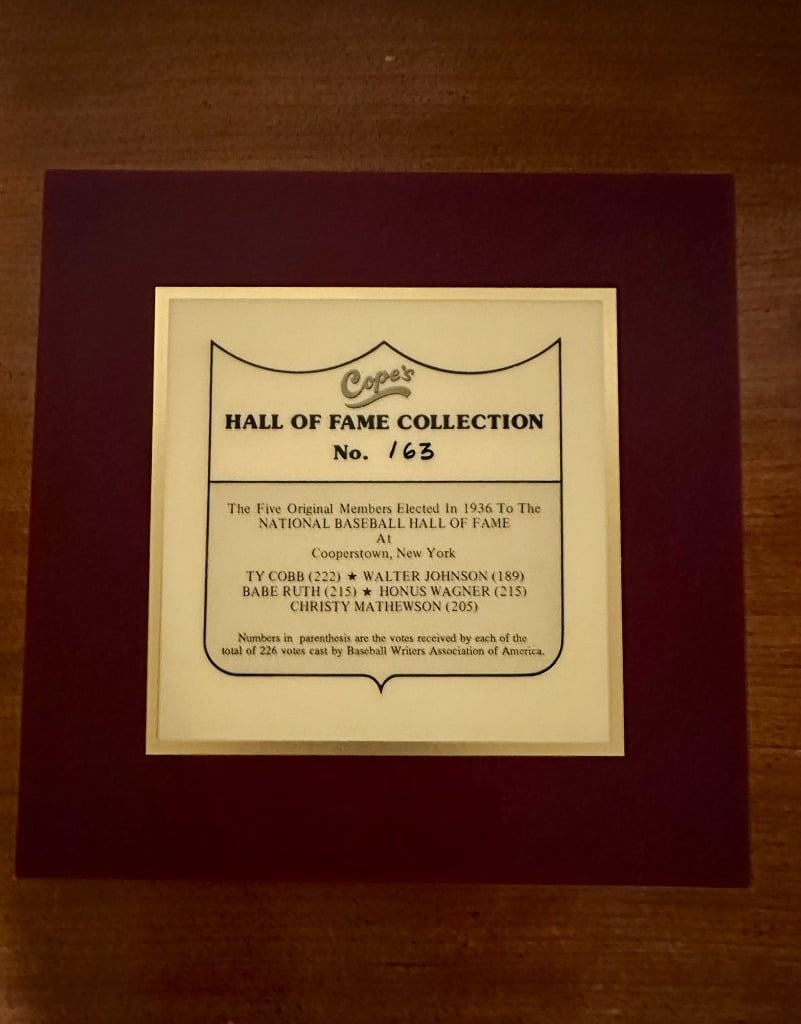 Cope's
HALL OF FAME COLLECTION
No. 163
The Five Original Members Elected In 1936 To The
NATIONAL BASEBALL HALL OF FAME
At
Cooperstown, New York
TY COBB (222) ★ WALTER JOHNSON (189)
BABE RUTH (215) ★ HONUS WAGNER (215)
CHRISTY MATHEWSON (205)
Numbers in parenthesis are the votes received by each of the
total of 226 votes cast by Baseball Writers Association of America.